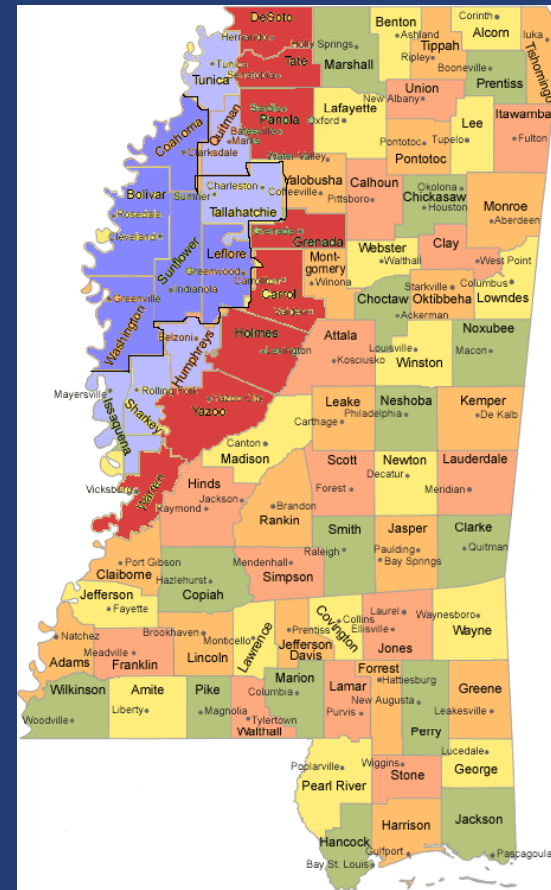 DeSoto
Hernando
Benton
Corinth
Alcorn
Iuka
Holly Springs
Ashland
Tippah
Tishomingo
Tunica
Tate
Marshall
Ripley
Booneville
Tunica
Senatobia
Prentiss
Union
Sardis
Panola
Lafayette
New Albany
Itawamba
Quitman
Coahoma
Batesville
Oxford
Lee
Marks
Pontotoc
Tupelo
Fulton
Clarksdale
Water Valley
Pontotoc
Yalobusha
Calhoun
Charleston
Coffeeville
Okolona
Bolivar
Sumner
Pittsboro
Chickasaw
Houston
Monroe
Tallahatchie
Rosedale
Aberdeen
Grenada
Grenada
Cleveland
Clay
Webster
Sunflower
Leflore
Mont-
gomery
Walthall
West Point
Greenwood
Carrollton
Winona
Starkville
Columbus
Indianola
Carrol
Choctaw
Oktibbeha
Lowndes
Greenville
Vaiden
Ackerman
Washington
Holmes
Noxubee
Belzoni
Attala
Humphreys
Lexington
Louisville
Macon
Kosciusko
Winston
Mayersville
Rolling Fork
Issaquena
Sharkey
Yazoo City
Yazoo
Leake
Neshoba
Kemper
Philadelphia
De Kalb
Carthage
Canton
Madison
Scott
Newton
Lauderdale
Decatur
Warren
Hinds
Vicksburg
Forest
Meridian
Jackson
Raymond
Brandon
Rankin
Smith
Jasper
Clarke
Raleigh
Paulding
Quitman
Port Gibson
Mendenhall
Bay Springs
Claiborne
Hazlehurst
Simpson
Jefferson
Copiah
Fayette
Covington
Collins
Laurel
Waynesboro
Natchez
Brookhaven
Monticello
Lawrence
Prentiss
Ellisville
Wayne
Meadville
Jefferson
Davis
Jones
Adams
Franklin
Lincoln
Forrest
Marion
Hattiesburg
Wilkinson
Amite
Pike
Columbia
Lamar
Greene
New Augusta
Liberty
Magnolia
Purvis
Leakesville
Woodville
Tylertown
Walthall
Perry
Lucedale
Poplarville
Wiggins
Stone
George
Pearl River
Hancock
Harrison
Jackson
Gulfport
Bay St. Louis
Pascagoula